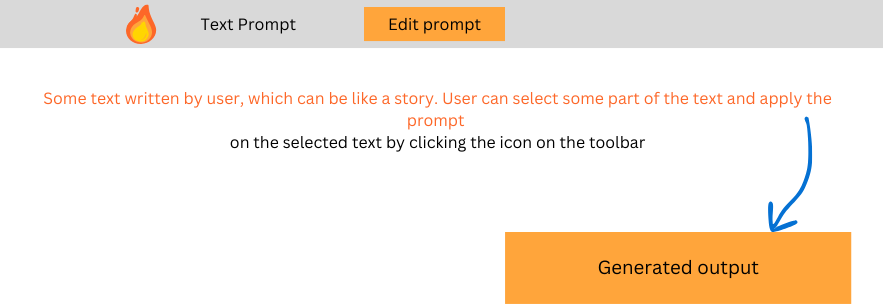 Text Prompt
Edit prompt
Some text written by user, which can be like a story. User can select some part of the text and apply the
prompt
on the selected text by clicking the icon on the toolbar
Generated output